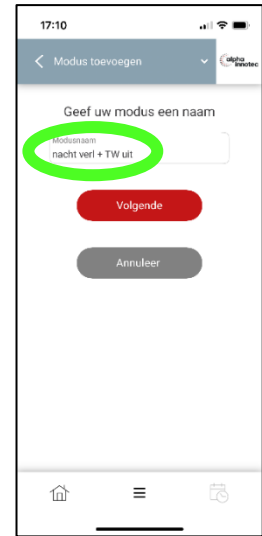 17:10
Modus toevoegen
alpha
innotec
Geef uw modus een naam
Modusnaam
nacht verl + TW uit
Volgende
Annuleer